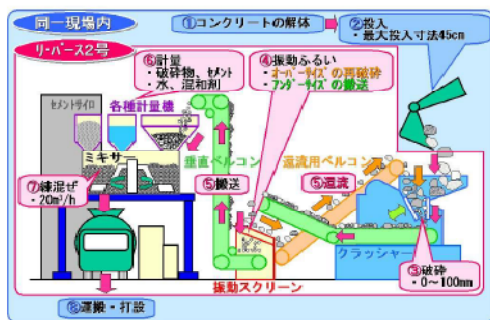 同一現場内
①コンクリートの解体
②投入
・最大投入寸法45cm
リ・バース2号
⑥計量
・破砕物、セメント
・水、混和剤
④振動ふるい
・オーバーサイズの再破砕
・アンダーサイズの搬送
セメントサイロ
各種計量機
ミキサー
垂直ベルコン
還流用ベルコン
⑦練混ぜ
・20m³/h
⑤搬送
⑤還流
クラッシャー
③破砕
・0～100mm
振動スクリーン
⑧運搬・打設